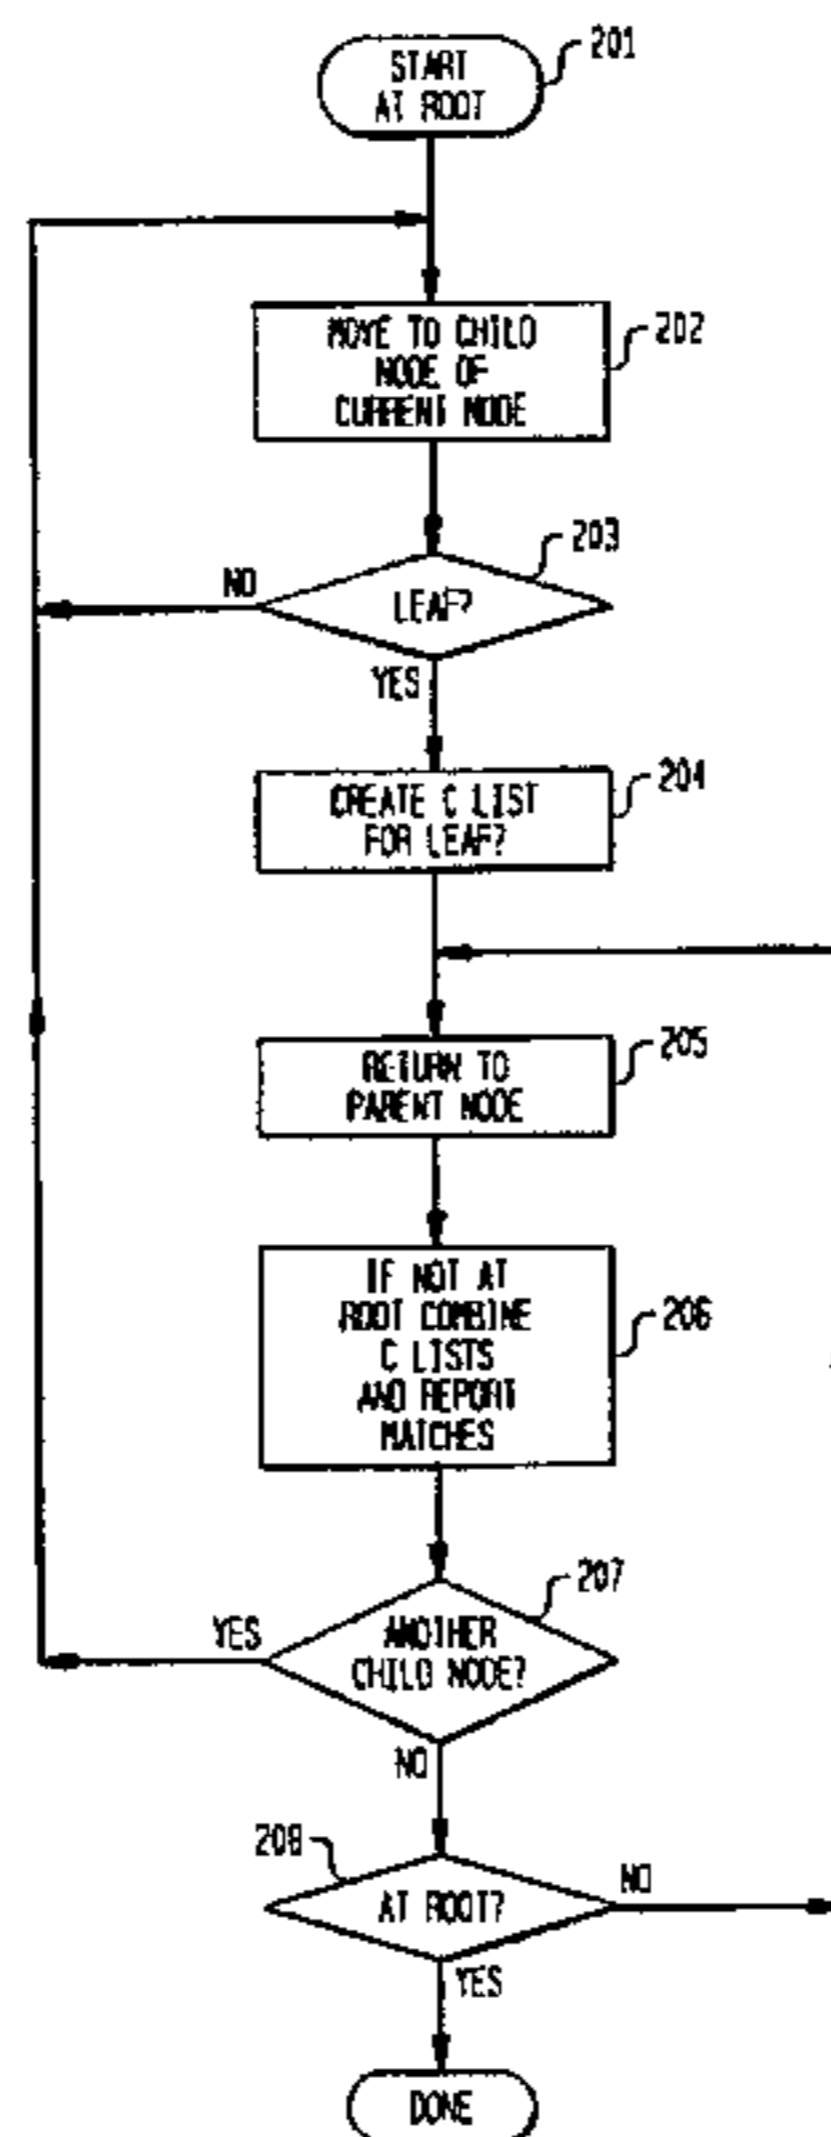 201
START
AT ROOT
MOVE TO CHILD
NODE OF
CURRENT NODE
202
203
NO
LEAF?
YES
CREATE C LIST
FOR LEAF?
204
RETURN TO
PARENT NODE
205
IF NOT AT
ROOT COMBINE
C LISTS
AND REPORT
MATCHES
206
207
YES
ANOTHER
CHILD NODE?
NO
208
AT ROOT?
NO
YES
DONE